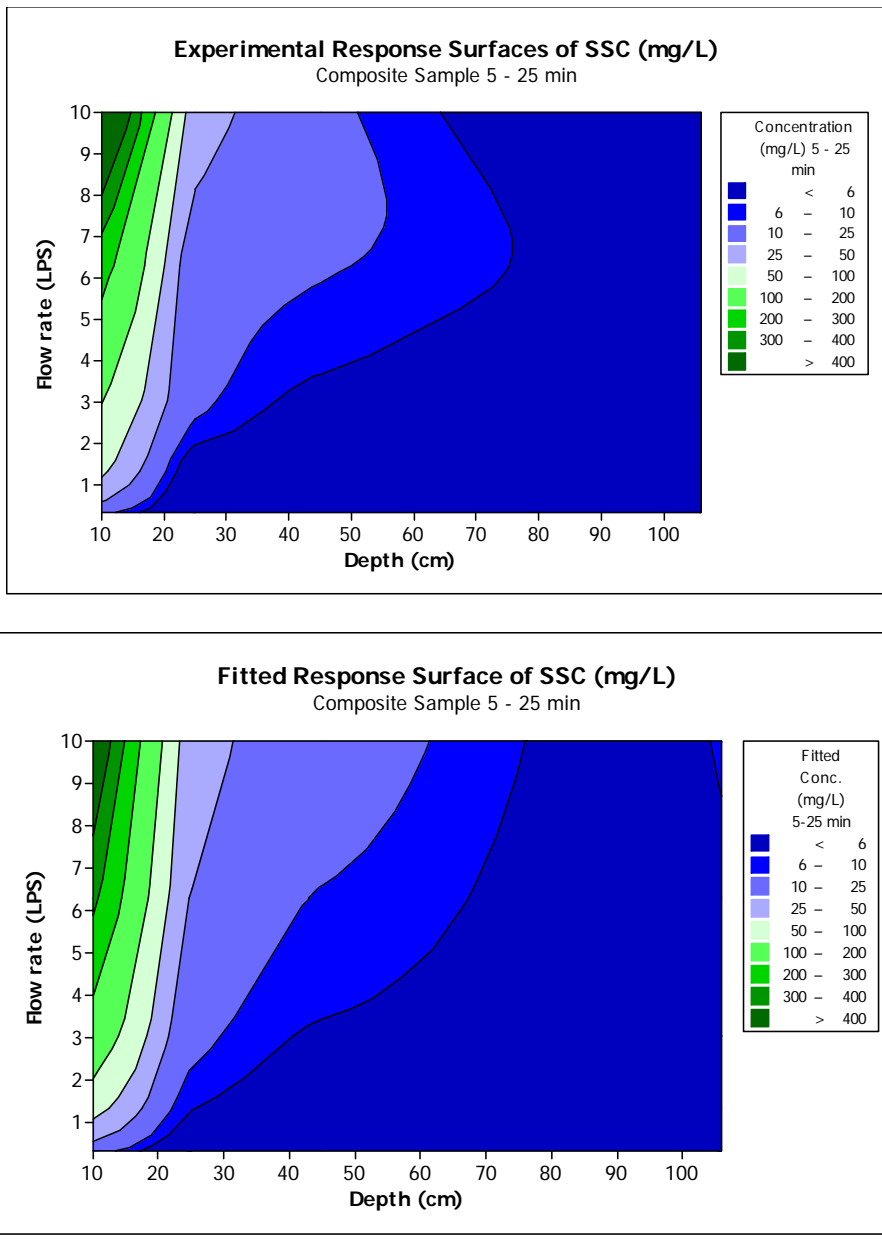 Experimental Response Surfaces of SSC (mg/L)
Composite Sample 5 - 25 min
Flow rate (LPS)
10
9
8
7
6
5
4
3
2
1
10 20 30 40 50 60 70 80 90 100
Depth (cm)
Concentration
(mg/L) 5 - 25
min
< 6
6 – 10
10 – 25
25 – 50
50 – 100
100 – 200
200 – 300
300 – 400
> 400
Fitted Response Surface of SSC (mg/L)
Composite Sample 5 - 25 min
Flow rate (LPS)
10
9
8
7
6
5
4
3
2
1
10 20 30 40 50 60 70 80 90 100
Depth (cm)
Fitted
Conc.
(mg/L)
5-25 min
< 6
6 – 10
10 – 25
25 – 50
50 – 100
100 – 200
200 – 300
300 – 400
> 400